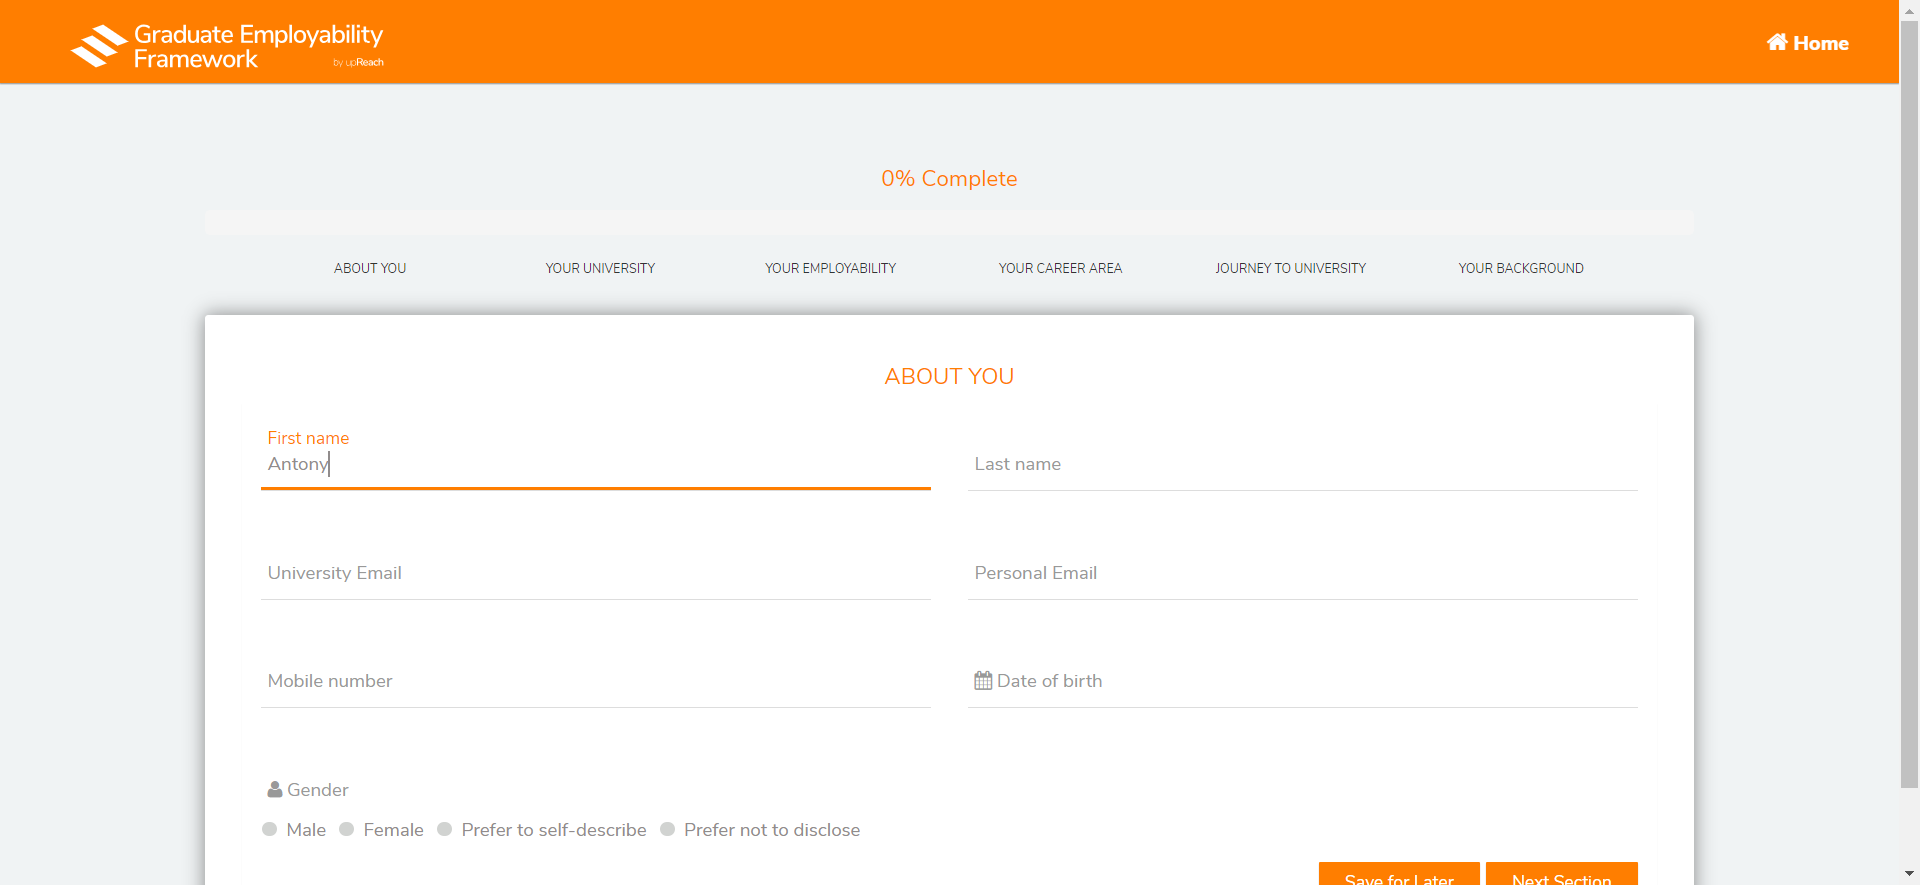 Graduate Employability
Framework
by upReach
Home
0% Complete
ABOUT YOU
YOUR UNIVERSITY
YOUR EMPLOYABILITY
YOUR CAREER AREA
JOURNEY TO UNIVERSITY
YOUR BACKGROUND
ABOUT YOU
First name
Antony
Last name
University Email
Personal Email
Mobile number
Date of birth
Gender
Male
Female
Prefer to self-describe
Prefer not to disclose
Save for Later
Next Section